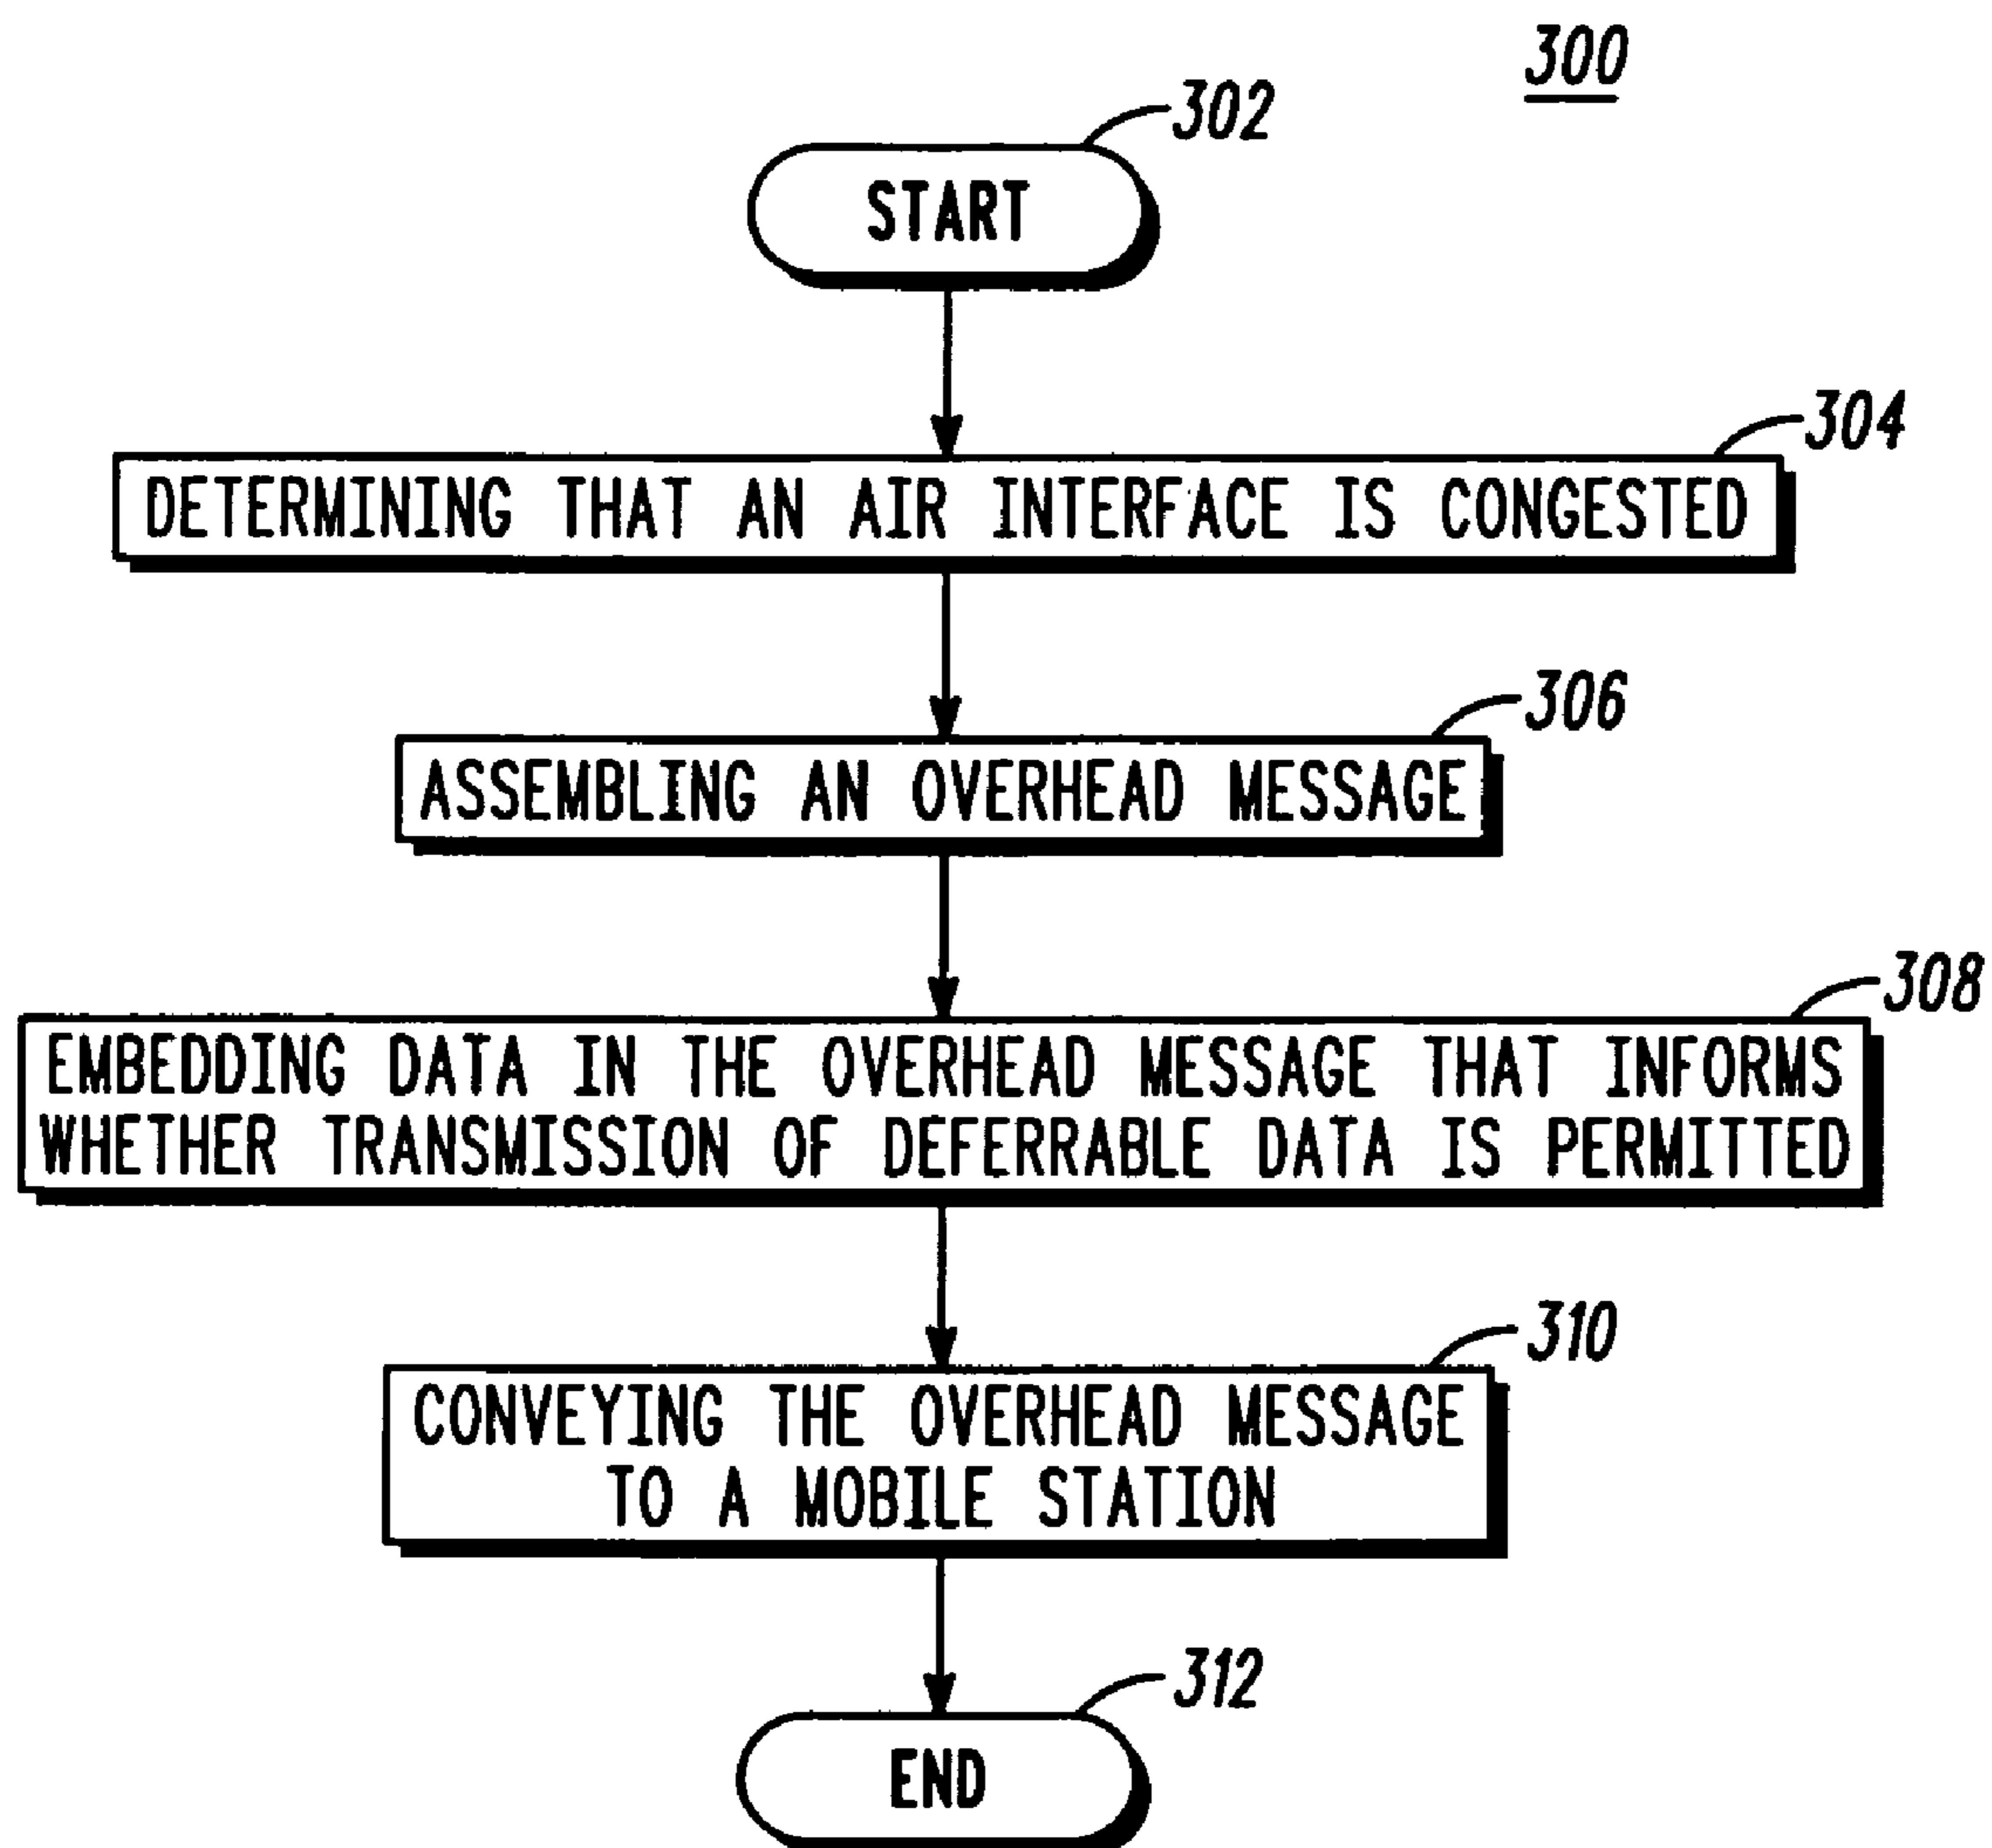 300
302
START
304
DETERMINING THAT AN AIR INTERFACE IS CONGESTED
306
ASSEMBLING AN OVERHEAD MESSAGE
308
EMBEDDING DATA IN THE OVERHEAD MESSAGE THAT INFORMS
WHETHER TRANSMISSION OF DEFERRABLE DATA IS PERMITTED
310
CONVEYING THE OVERHEAD MESSAGE
TO A MOBILE STATION
312
END